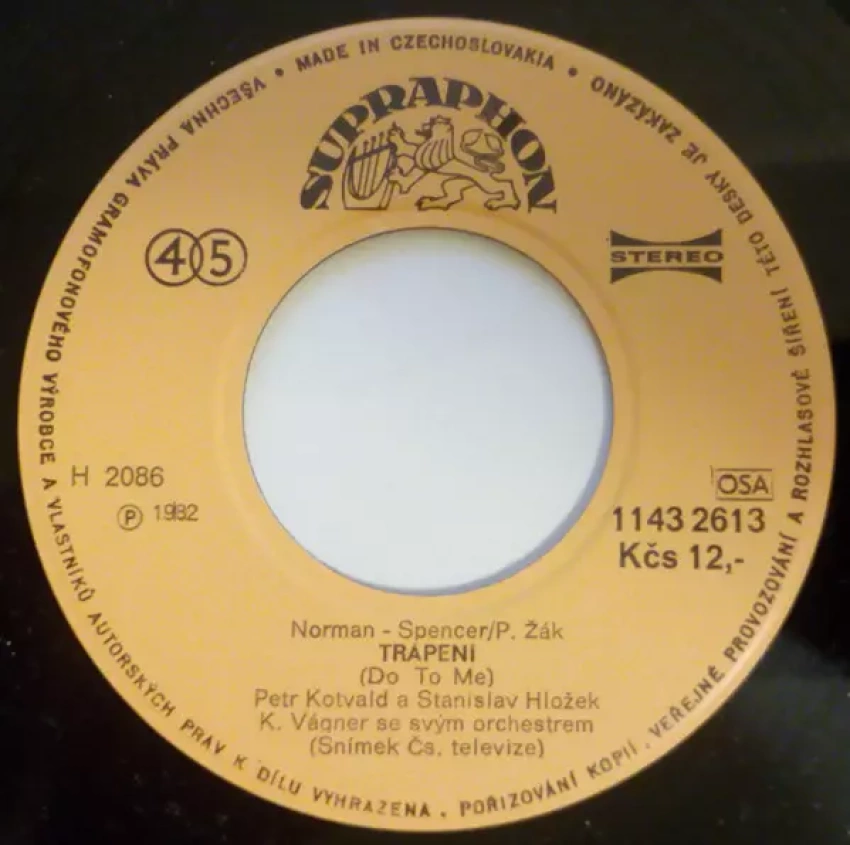 VŠECHNA PRÁVA GRAMOFONOVÉHO VÝROBCE A VLASTNÍKŮ AUTORSKÝCH PRÁV K DÍLU VYHRAZENA . POŘIZOVÁNÍ KOPIÍ , VEŘEJNÉ PROVOZOVÁNÍ A ROZHLASOVÉ ŠÍŘENÍ TÉTO DESKY JE ZAKÁZÁNO
• MADE IN CZECHOSLOVAKIA •
SUPRAPHON
45
STEREO
H 2086
Ⓟ 1982
OSA
1143 2613
Kčs 12,-
Norman - Spencer/P. Žák
TRÁPENÍ
(Do To Me)
Petr Kotvald a Stanislav Hložek
K. Vágner se svým orchestrem
(Snímek Čs. televize)